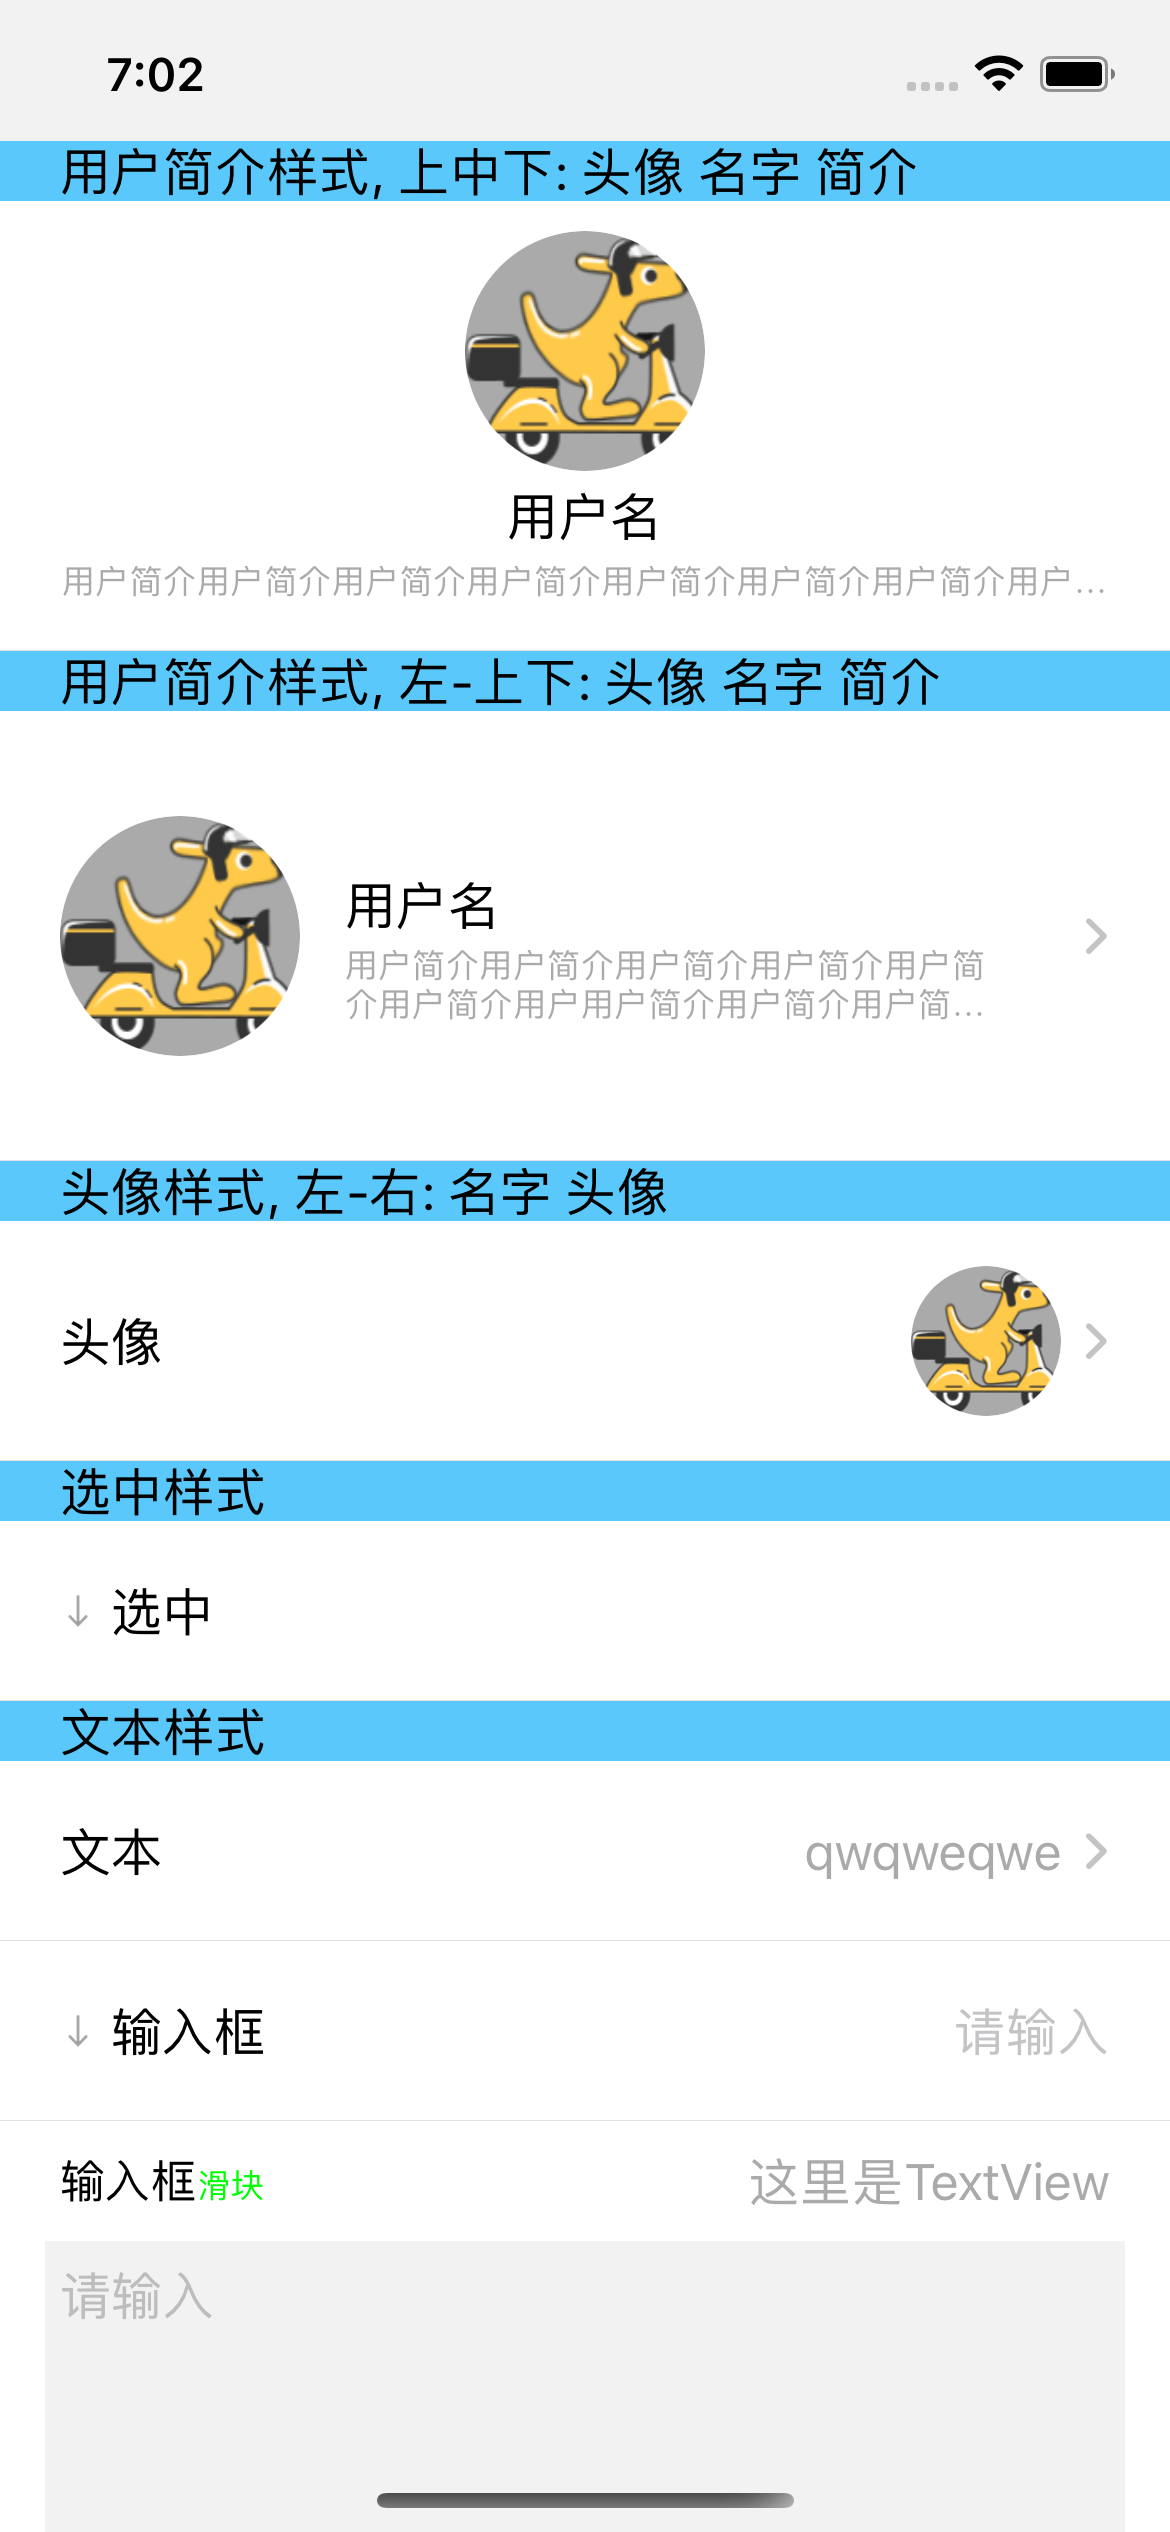 7:02
用户简介样式, 上中下: 头像 名字 简介
用户名
用户简介用户简介用户简介用户简介用户简介用户简介用户简介用户...
用户简介样式, 左-上下: 头像 名字 简介
用户名
用户简介用户简介用户简介用户简介用户简
介用户简介用户用户简介用户简介用户简...
头像样式, 左-右: 名字 头像
头像
选中样式
↓ 选中
文本样式
文本 qwqweqwe
↓ 输入框 请输入
输入框滑块 这里是TextView
请输入